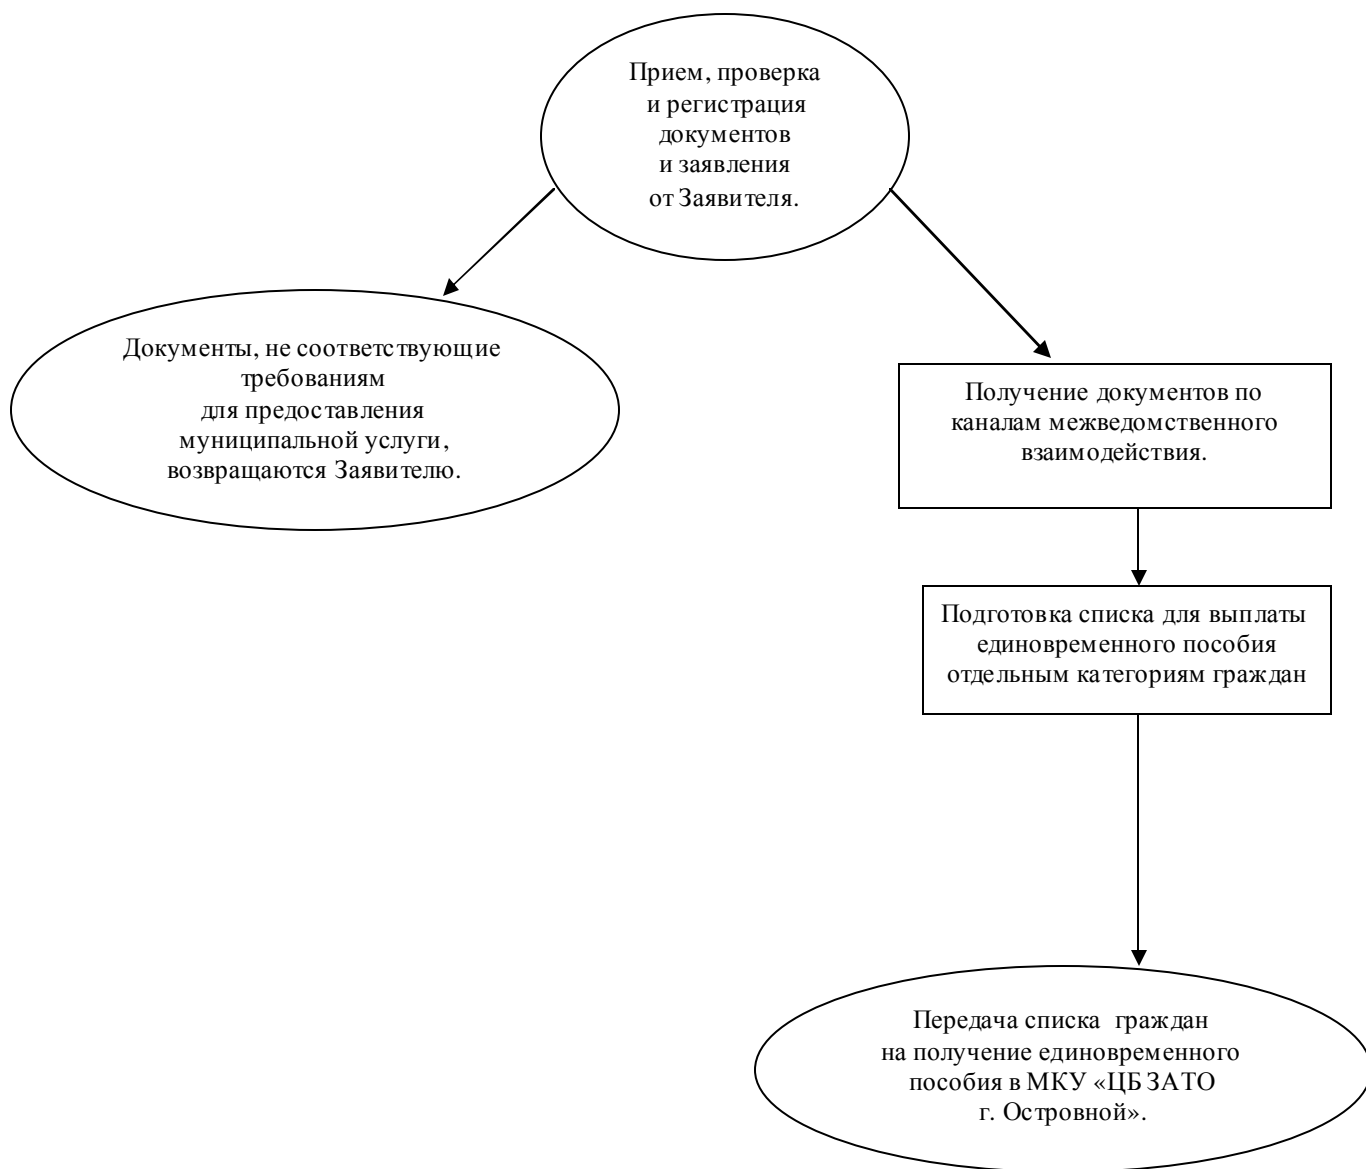 Прием, проверка
и регистрация
документов
и заявления
от Заявителя.
Документы, не соответствующие
требованиям
для предоставления
муниципальной услуги,
возвращаются Заявителю.
Получение документов по
каналам межведомственного
взаимодействия.
Подготовка списка для выплаты
единовременного пособия
отдельным категориям граждан
Передача списка граждан
на получение единовременного
пособия в МКУ «ЦБ ЗАТО
г. Островной».